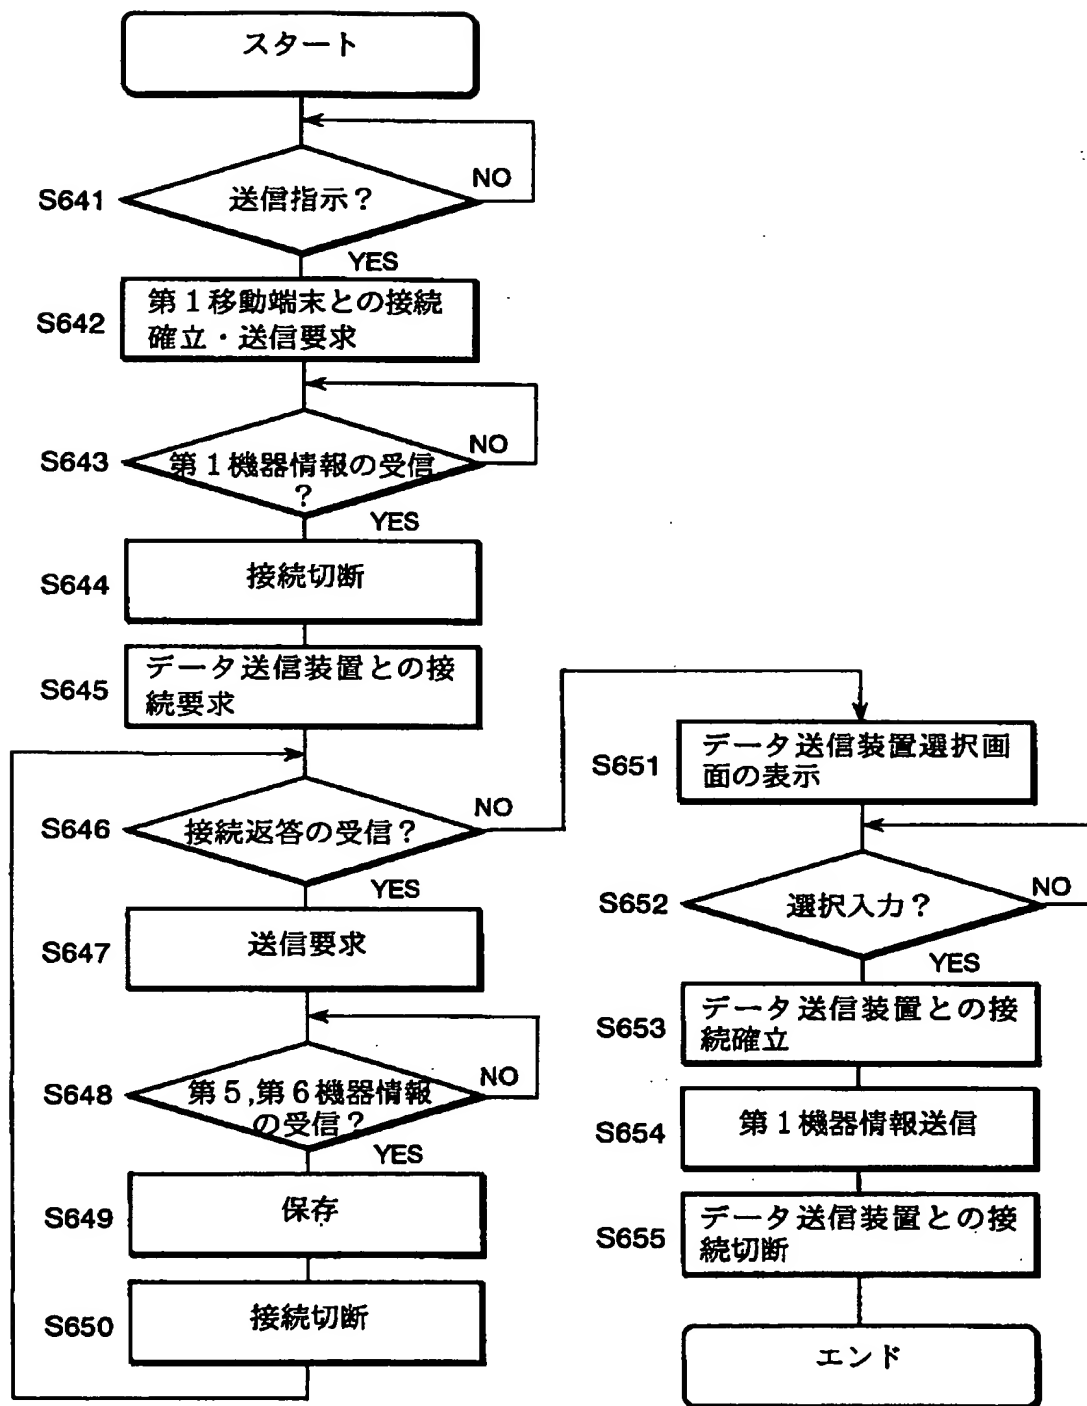 スタート
S641
送信指示?
NO
YES
S642
第1移動端末との接続
確立・送信要求
S643
第1機器情報の受信
?
NO
YES
S644
接続切断
S645
データ送信装置との接
続要求
S646
接続返答の受信?
NO
YES
S647
送信要求
S648
第5,第6機器情報
の受信?
NO
YES
S649
保存
S650
接続切断
S651
データ送信装置選択画
面の表示
S652
選択入力?
NO
YES
S653
データ送信装置との接
続確立
S654
第1機器情報送信
S655
データ送信装置との接
続切断
エンド